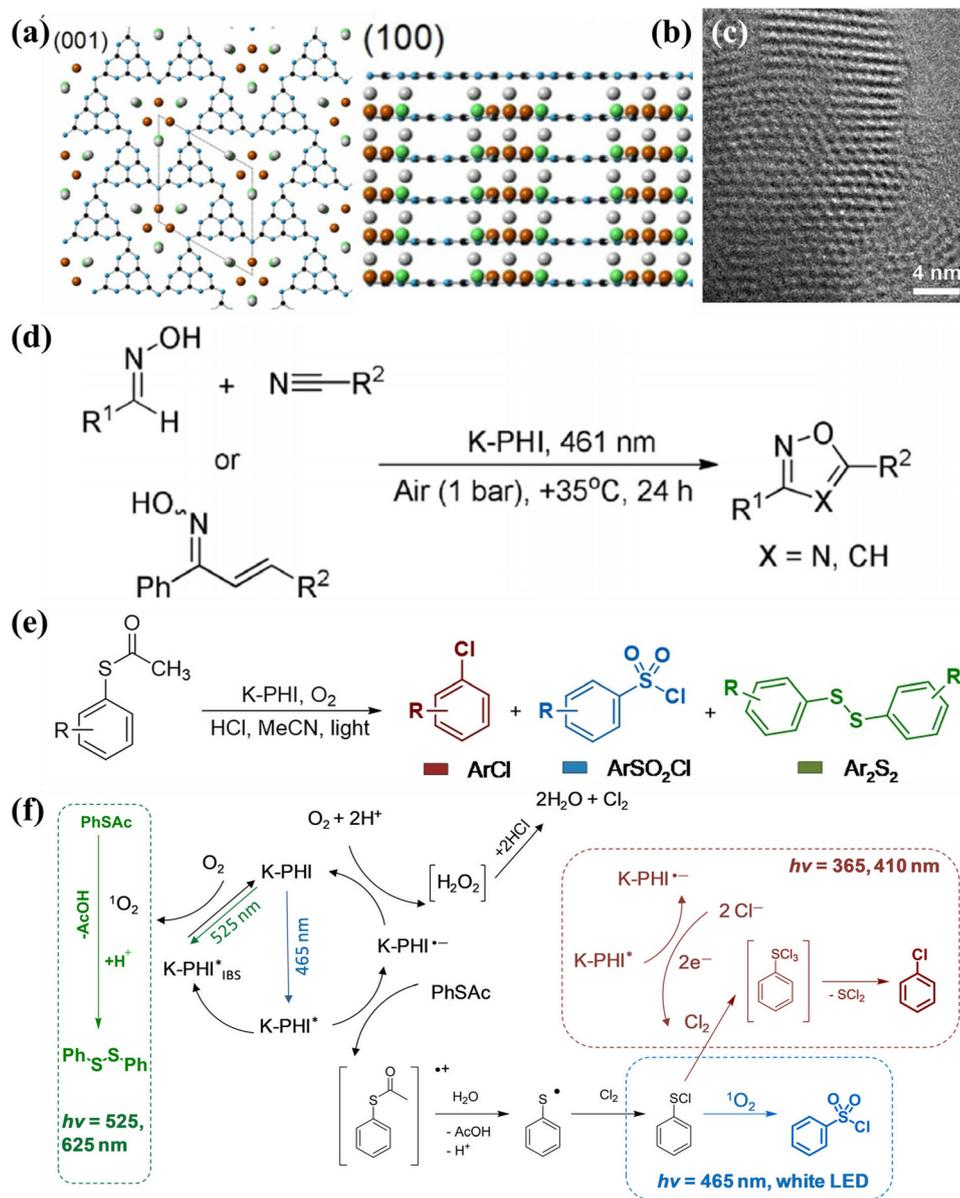 (a) (001)
(100)
(b)
(c)
4 nm
(d)
N OH
R¹ H
+
N≡ R²
or
HO N
Ph R²
K-PHI, 461 nm
Air (1 bar), +35°C, 24 h
N O
R¹ X R²
X = N, CH
(e)
O
S CH₃
R
K-PHI, O₂
HCl, MeCN, light
Cl
R
ArCl
+
O O
S Cl
R
ArSO₂Cl
+
R S S R
Ar₂S₂
(f)
PhSAc
-AcOH
+H⁺
Ph S S Ph
hν = 525,
625 nm
¹O₂
O₂
K-PHI
525 nm
465 nm
K-PHI*IBS
K-PHI*
O₂ + 2H⁺
[H₂O₂]
+2HCl
2H₂O + Cl₂
K-PHI•−
PhSAc
O
S
•+
H₂O
- AcOH
- H⁺
S•
Cl₂
SCl
¹O₂
O O
S Cl
hν = 465 nm, white LED
hν = 365, 410 nm
K-PHI•−
2 Cl⁻
K-PHI*
2e⁻
Cl₂
SCl₃
- SCl₂
Cl